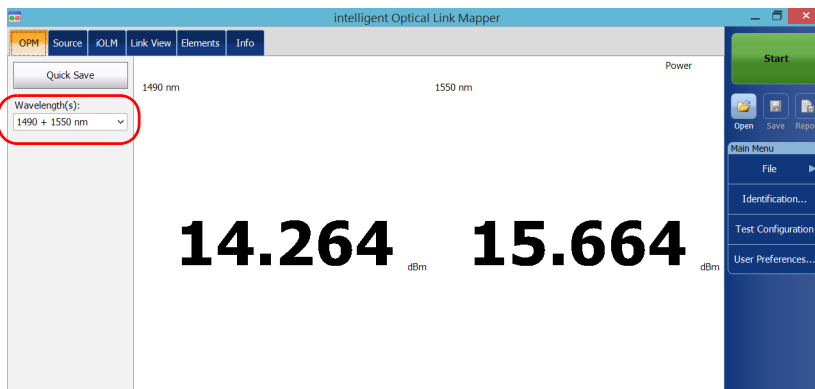 intelligent Optical Link Mapper
OPM Source iOLM Link View Elements Info
Start
Quick Save
Power
1490 nm 1550 nm
Wavelength(s):
1490 + 1550 nm
Open Save Repo
Main Menu
File
Identification...
Test Configuration
User Preferences...
14.264 dBm 15.664 dBm